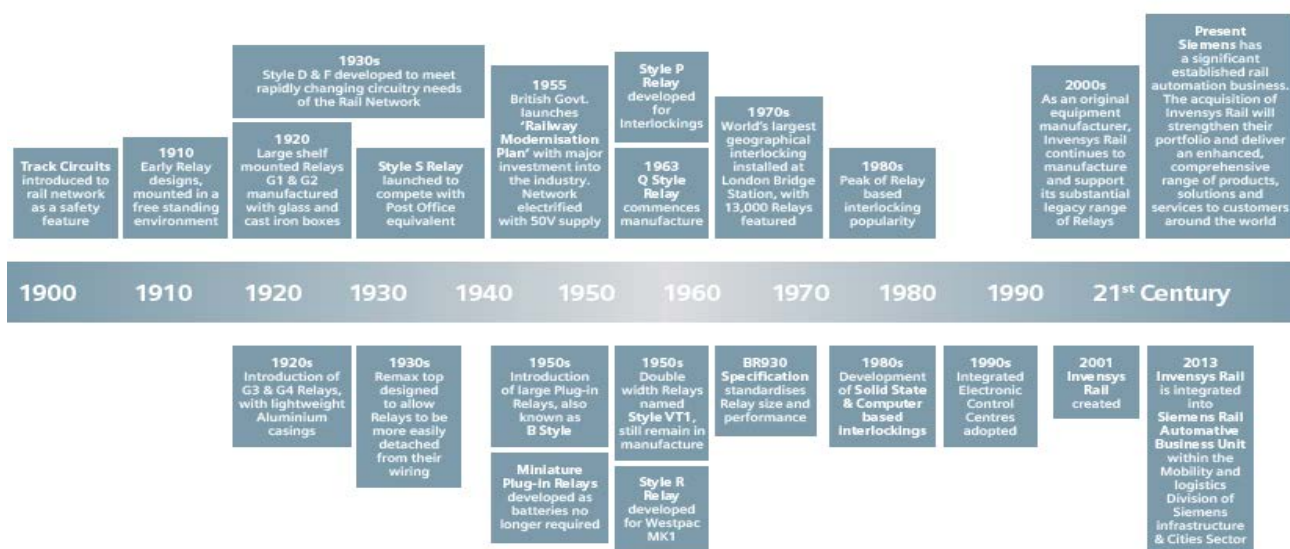 Track Circuits
introduced to
rail network
as a safety
feature
1910
Early Relay
designs,
mounted in a
free standing
environment
1930s
Style D & F developed to meet
rapidly changing circuitry needs
of the Rail Network
1920
Large shelf
mounted Relays
G1 & G2
manufactured
with glass and
cast iron boxes
Style S Relay
launched to
compete with
Post Office
equivalent
1955
British Govt.
launches
‘Railway
Modernisation
Plan’ with major
investment into
the industry.
Network
electrified
with 50V supply
Style P
Relay
developed
for
Interlockings
1963
Q Style
Relay
commences
manufacture
1970s
World’s largest
geographical
interlocking
installed at
London Bridge
Station, with
13,000 Relays
featured
1980s
Peak of Relay
based
interlocking
popularity
2000s
As an original
equipment
manufacturer,
Invensys Rail
continues to
manufacture
and support
its substantial
legacy range
of Relays
Present
Siemens has
a significant
established rail
automation business.
The acquisition of
Invensys Rail will
strengthen their
portfolio and deliver
an enhanced,
comprehensive
range of products,
solutions and
services to customers
around the world
1900 1910 1920 1930 1940 1950 1960 1970 1980 1990 21st Century
1920s
Introduction of
G3 & G4 Relays,
with lightweight
Aluminium
casings
1930s
Remax top
designed
to allow
Relays to be
more easily
detached
from their
wiring
1950s
Introduction
of large Plug-in
Relays, also
known as
B Style
Miniature
Plug-in Relays
developed as
batteries no
longer required
1950s
Double
width Relays
named
Style VT1,
still remain in
manufacture
Style R
Relay
developed
for Westpac
MK1
BR930
Specification
standardises
Relay size and
performance
1980s
Development
of Solid State
& Computer
based
Interlockings
1990s
Integrated
Electronic
Control
Centres
adopted
2001
Invensys
Rail
created
2013
Invensys Rail
is integrated
into
Siemens Rail
Automative
Business Unit
within the
Mobility and
logistics
Division of
Siemens
infrastructure
& Cities Sector